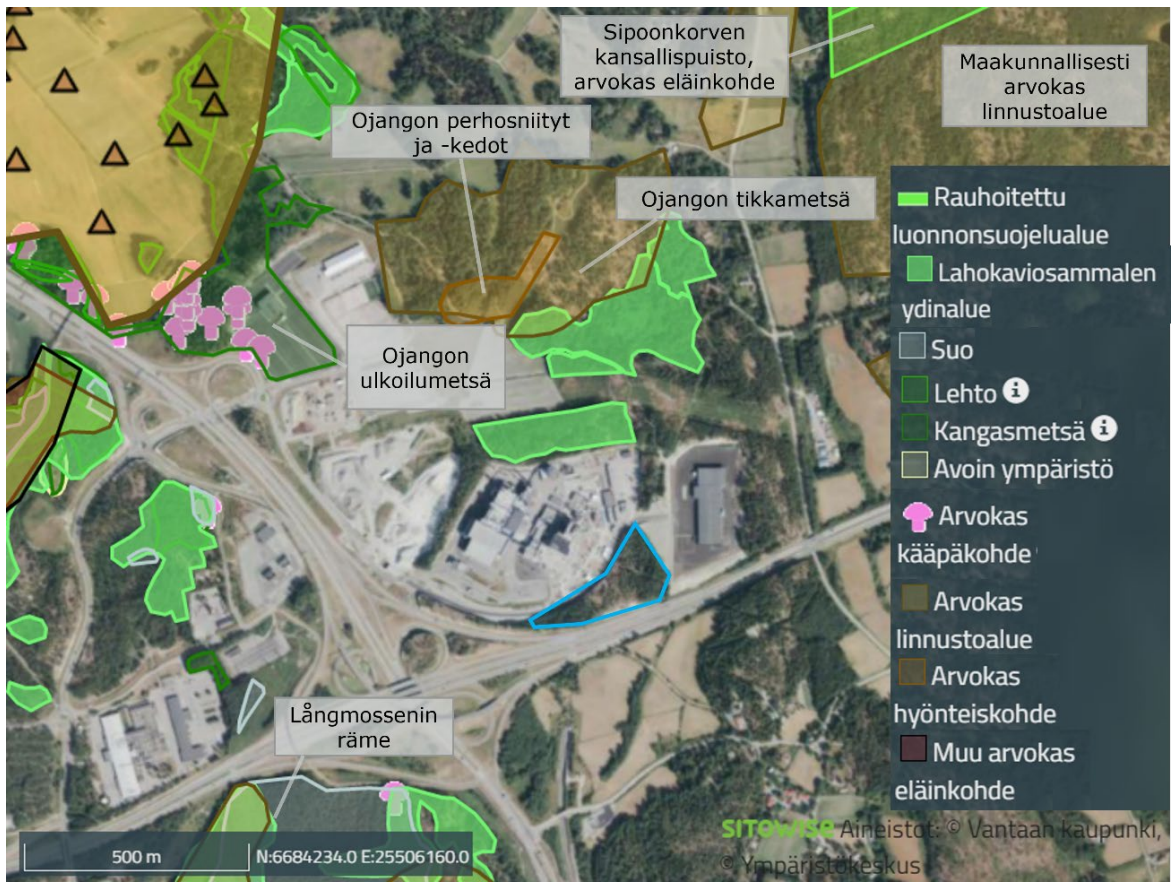 Sipoonkorven
kansallispuisto,
arvokas eläinkohde
Maakunnallisesti
arvokas
linnustoalue
Ojangon perhosniityt
ja -kedot
Ojangon tikkametsä
Ojangon
ulkoilumetsä
Långmossenin
räme
Rauhoitettu
luonnonsuojelualue
Lahokaviosammalen
ydinalue
Suo
Lehto i
Kangasmetsä i
Avoin ympäristö
Arvokas
kääpäkohde
Arvokas
linnustoalue
Arvokas
hyönteiskohde
Muu arvokas
eläinkohde
500 m N:6684234.0 E:25506160.0
SITOWISE Aineistot: © Vantaan kaupunki,
© Ympäristökeskus